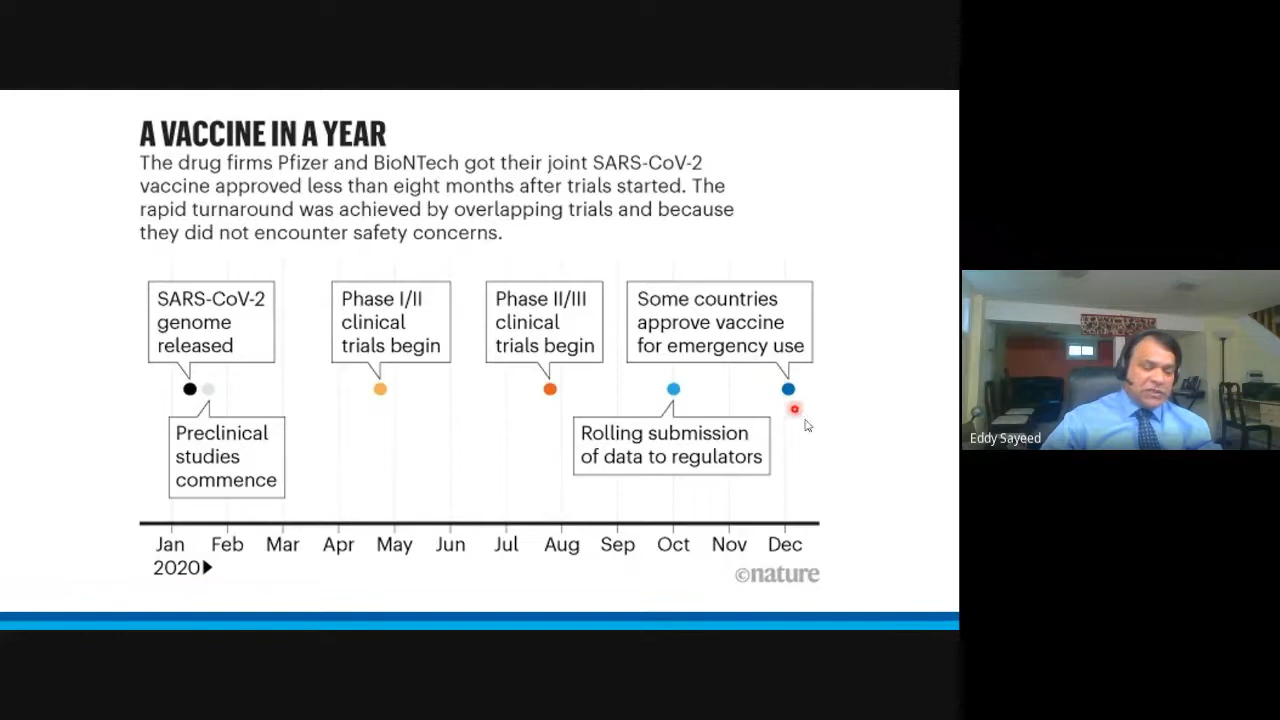 A VACCINE IN A YEAR
The drug firms Pfizer and BioNTech got their joint SARS-CoV-2
vaccine approved less than eight months after trials started. The
rapid turnaround was achieved by overlapping trials and because
they did not encounter safety concerns.
SARS-CoV-2
genome
released
Phase I/II
clinical
trials begin
Phase II/III
clinical
trials begin
Some countries
approve vaccine
for emergency use
Preclinical
studies
commence
Rolling submission
of data to regulators
Jan Feb Mar Apr May Jun Jul Aug Sep Oct Nov Dec
2020
©nature
Eddy Sayeed